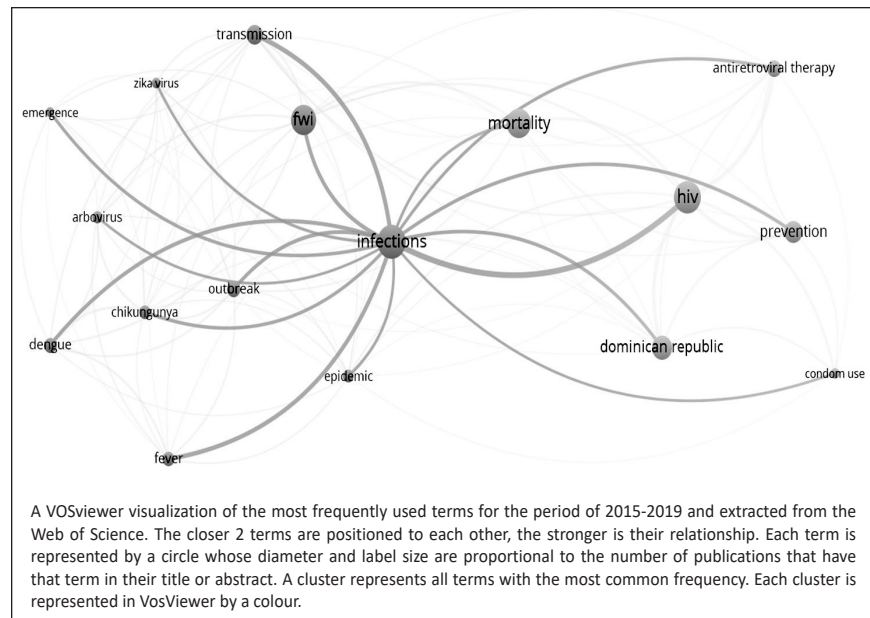 transmission
antiretroviral therapy
zika virus
emergence
fwi
mortality
hiv
arbovirus
infections
prevention
outbreak
chikungunya
dengue
dominican republic
epidemic
condom use
fever
A VOSviewer visualization of the most frequently used terms for the period of 2015-2019 and extracted from the
Web of Science. The closer 2 terms are positioned to each other, the stronger is their relationship. Each term is
represented by a circle whose diameter and label size are proportional to the number of publications that have
that term in their title or abstract. A cluster represents all terms with the most common frequency. Each cluster is
represented in VosViewer by a colour.